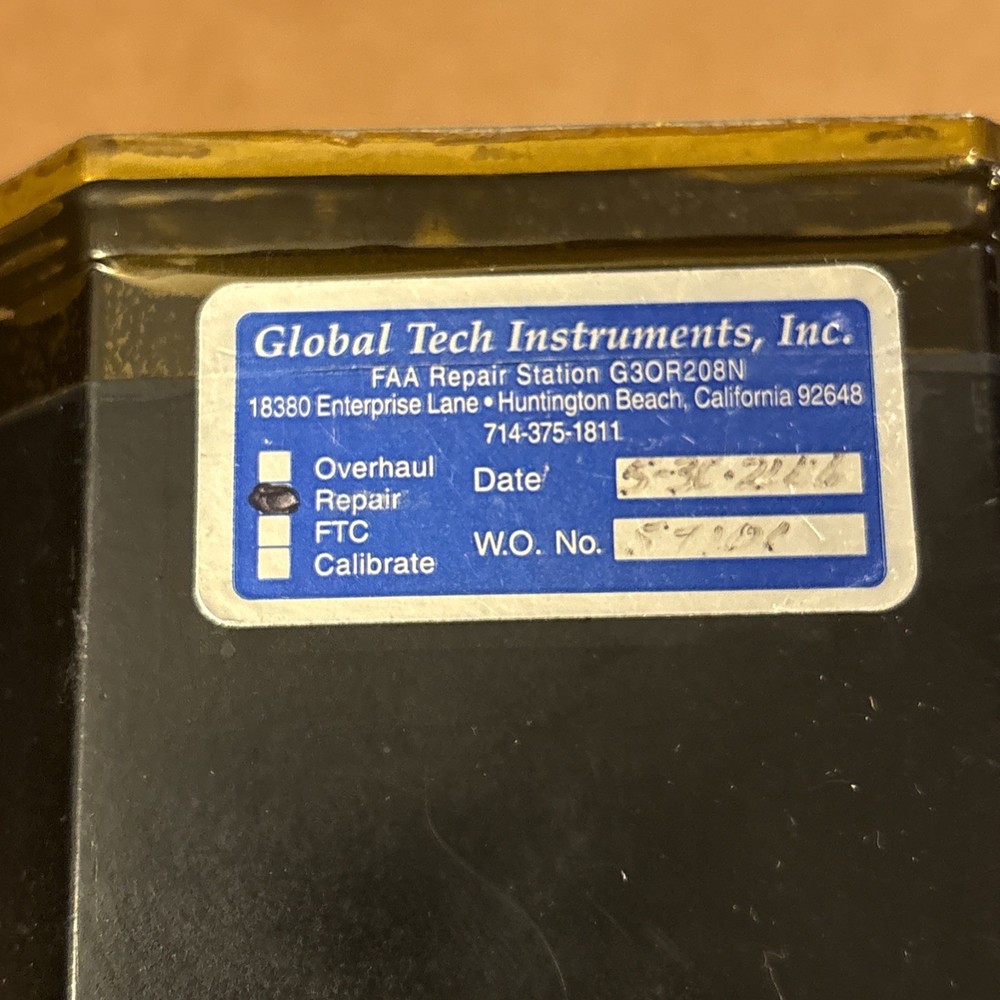 Global Tech Instruments, Inc.
FAA Repair Station G3OR208N
18380 Enterprise Lane • Huntington Beach, California 92648
714-375-1811
Overhaul
Repair
FTC
Calibrate
Date
W.O. No.